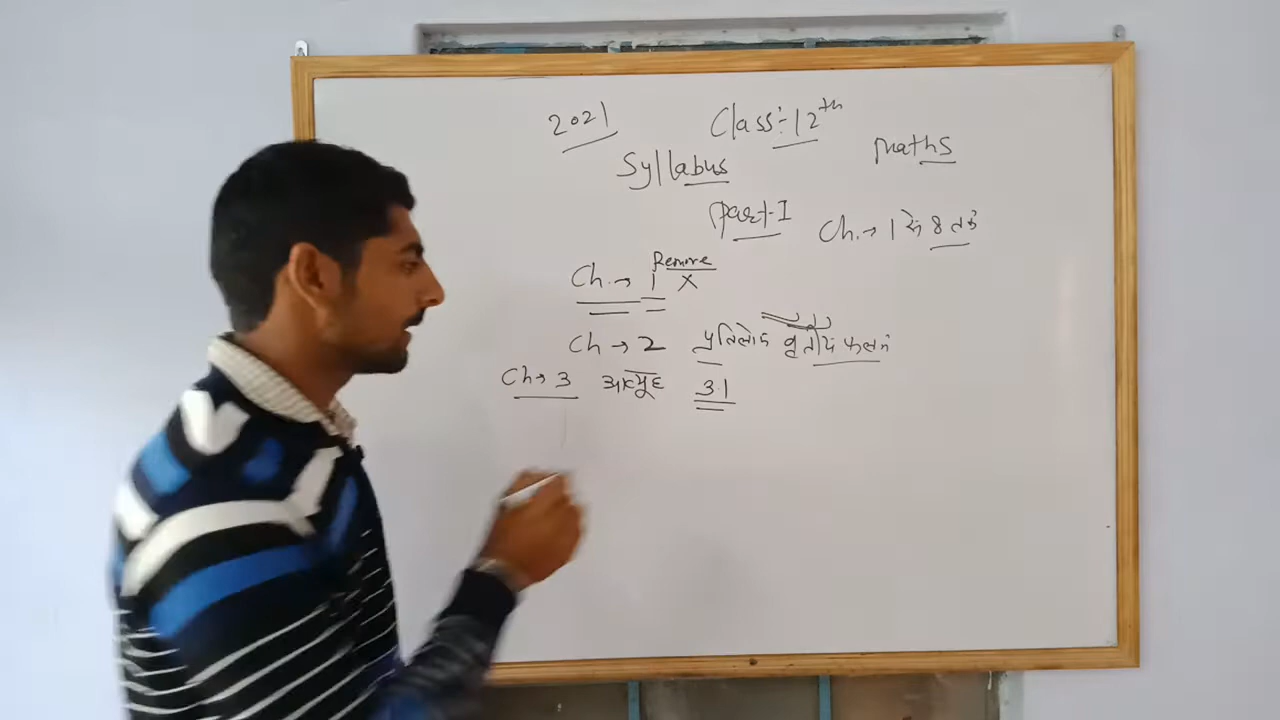 2021 Class:- 12th
Syllabus Maths
Part-I
Ch. → 1 से 8 तक
Remove
Ch. → 1 X
Ch → 2 प्रतिलोम वृतीय फलन
Ch → 3 आव्यूह 3.1